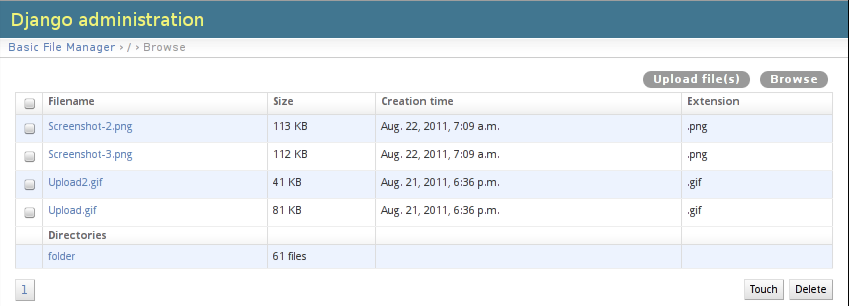 Django administration
Basic File Manager › / › Browse
Upload file(s) Browse
Filename Size Creation time Extension
Screenshot-2.png 113 KB Aug. 22, 2011, 7:09 a.m. .png
Screenshot-3.png 112 KB Aug. 22, 2011, 7:09 a.m. .png
Upload2.gif 41 KB Aug. 21, 2011, 6:36 p.m. .gif
Upload.gif 81 KB Aug. 21, 2011, 6:36 p.m. .gif
Directories
folder 61 files
1 Touch Delete